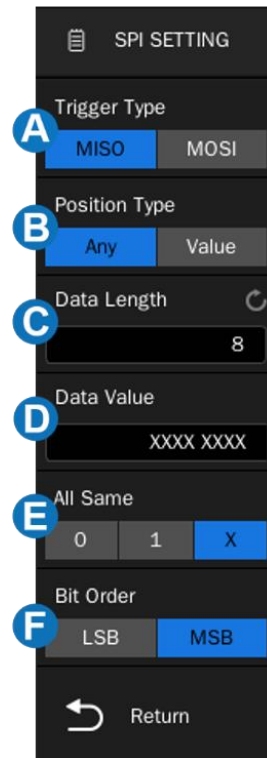 SPI SETTING
Trigger Type
A
MISO MOSI
Position Type
B
Any Value
Data Length
C
8
Data Value
D
XXXX XXXX
All Same
E
0 1 X
Bit Order
F
LSB MSB
Return